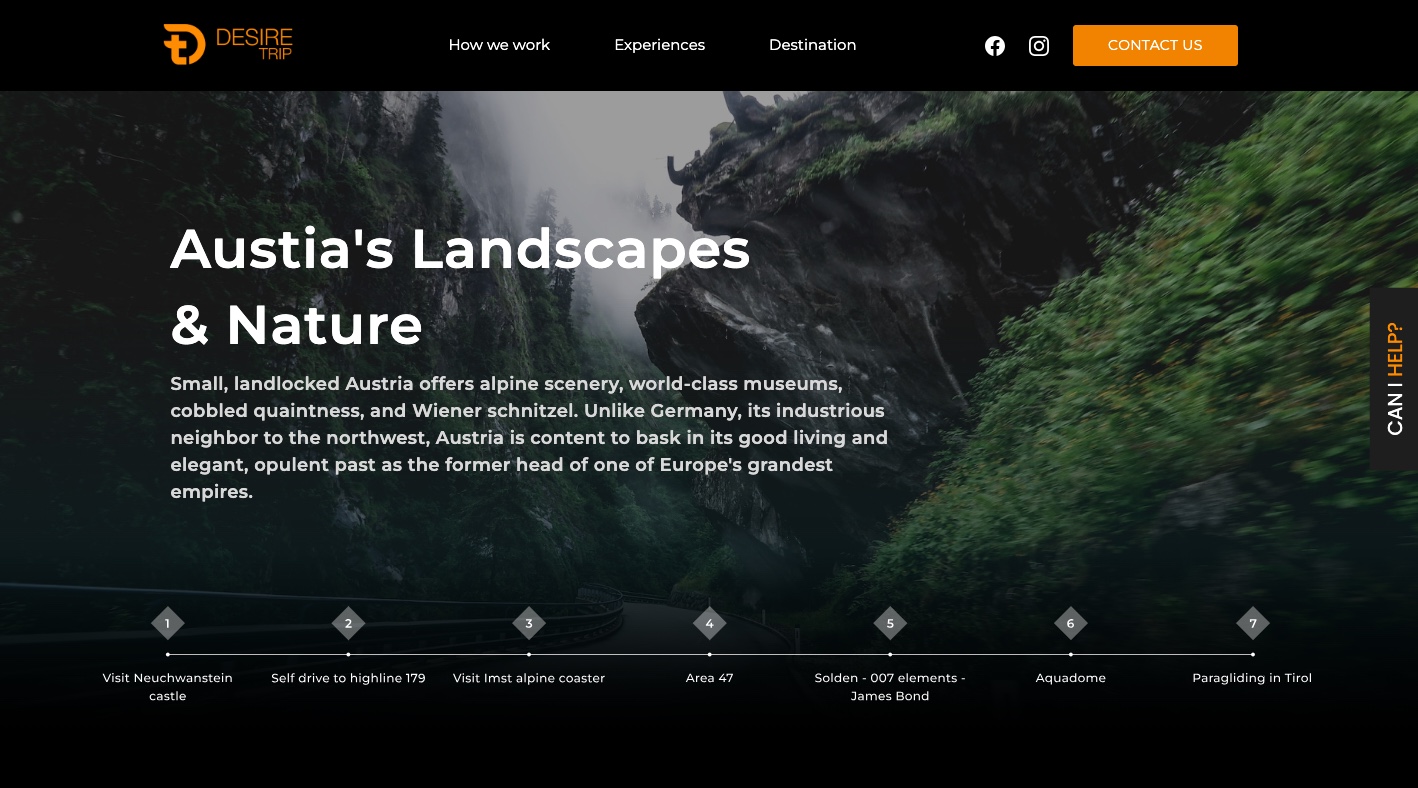 DESIRE
TRIP
How we work
Experiences
Destination
CONTACT US
Austia's Landscapes
& Nature
Small, landlocked Austria offers alpine scenery, world-class museums,
cobbled quaintness, and Wiener schnitzel. Unlike Germany, its industrious
neighbor to the northwest, Austria is content to bask in its good living and
elegant, opulent past as the former head of one of Europe's grandest
empires.
CAN I HELP?
1
Visit Neuchwanstein
castle
2
Self drive to highline 179
3
Visit Imst alpine coaster
4
Area 47
5
Solden - 007 elements -
James Bond
6
Aquadome
7
Paragliding in Tirol